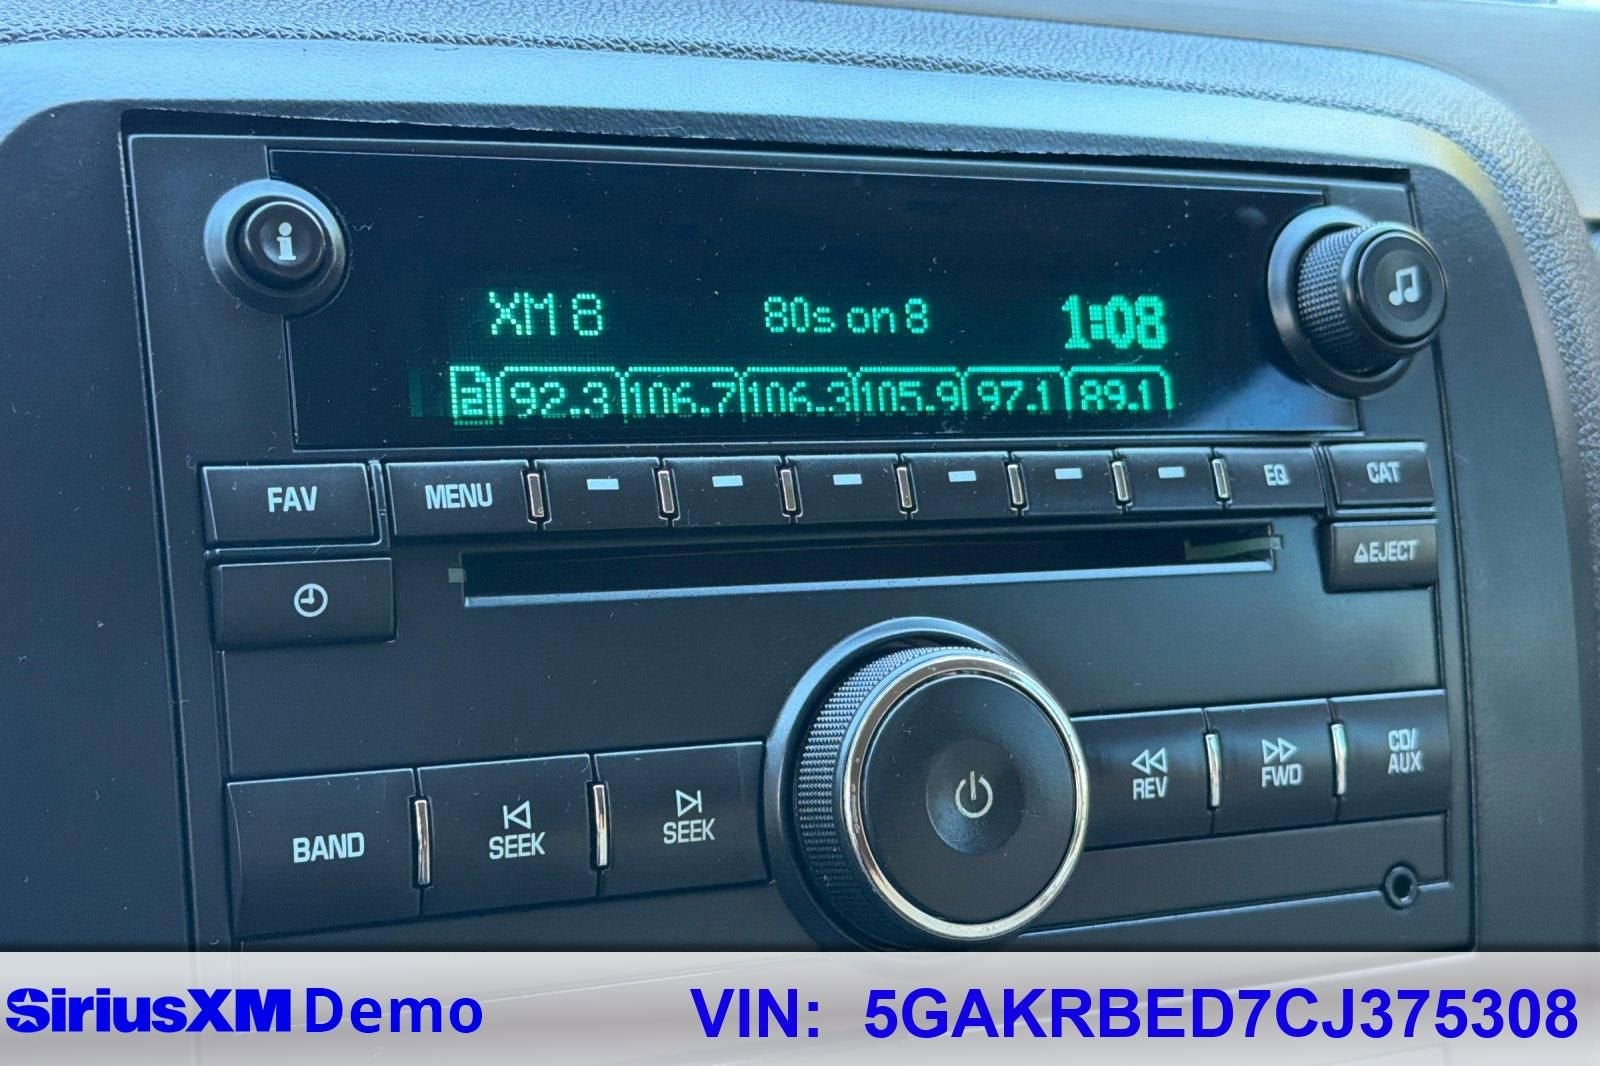 i
XM 8 80s on 8 1:08
2 92.3 106.7 106.3 105.9 97.1 89.1
FAV MENU EQ CAT
▲EJECT
BAND SEEK SEEK REV FWD CD/
AUX
SiriusXM Demo VIN: 5GAKRBED7CJ375308